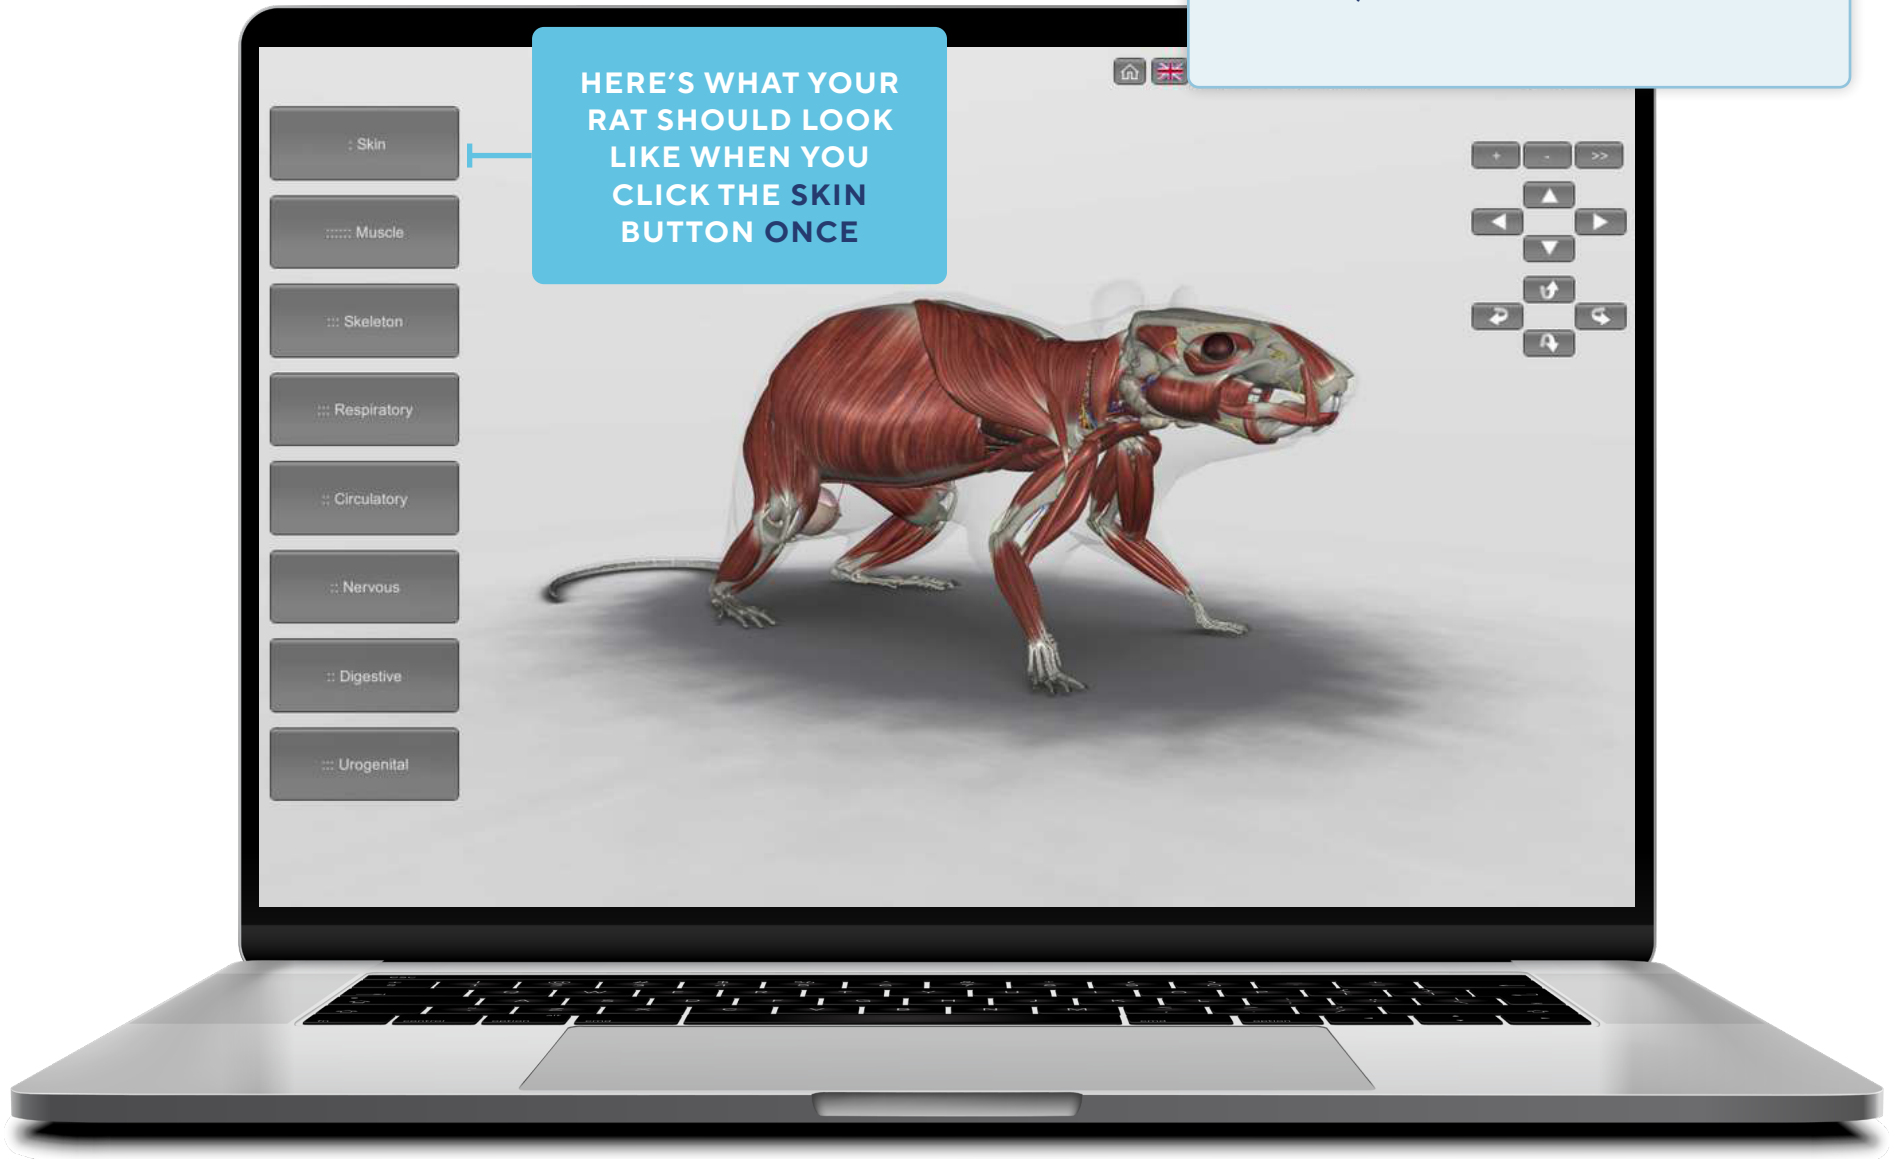 HERE'S WHAT YOUR
RAT SHOULD LOOK
LIKE WHEN YOU
CLICK THE SKIN
BUTTON ONCE
: Skin
:::::: Muscle
::: Skeleton
::: Respiratory
:: Circulatory
:: Nervous
:: Digestive
::: Urogenital
+ - >>